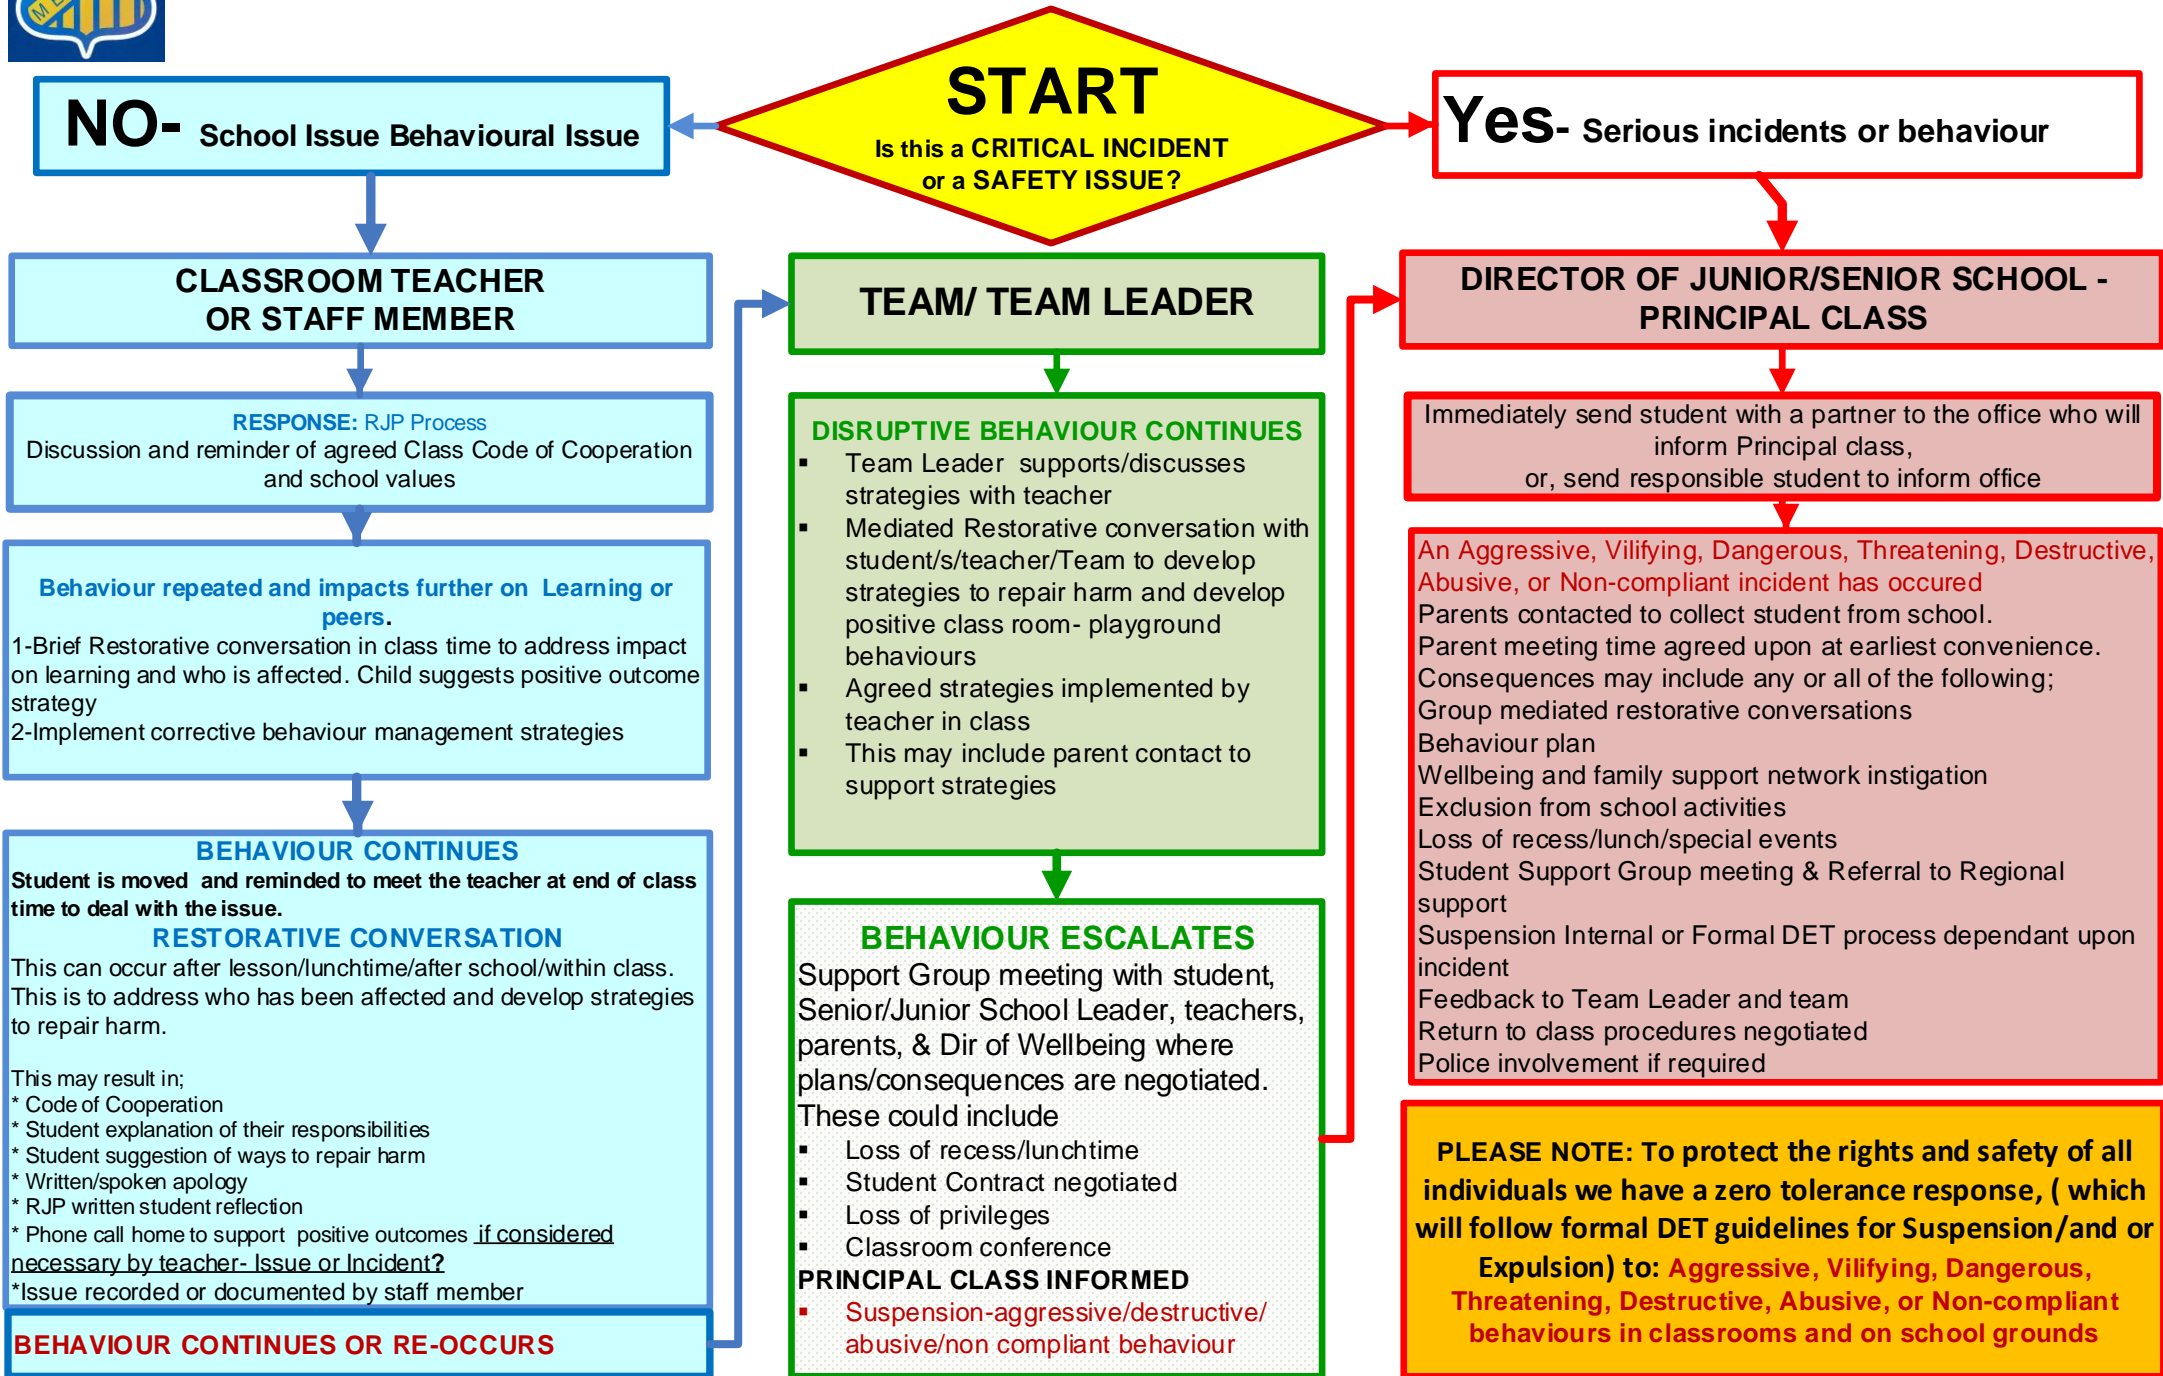 START
Is this a CRITICAL INCIDENT
or a SAFETY ISSUE?
NO- School Issue Behavioural Issue
CLASSROOM TEACHER
OR STAFF MEMBER
RESPONSE: RJP Process
Discussion and reminder of agreed Class Code of Cooperation
and school values
Behaviour repeated and impacts further on Learning or
peers.
1-Brief Restorative conversation in class time to address impact
on learning and who is affected. Child suggests positive outcome
strategy
2-Implement corrective behaviour management strategies
BEHAVIOUR CONTINUES
Student is moved and reminded to meet the teacher at end of class
time to deal with the issue.
RESTORATIVE CONVERSATION
This can occur after lesson/lunchtime/after school/within class.
This is to address who has been affected and develop strategies
to repair harm.
This may result in;
* Code of Cooperation
* Student explanation of their responsibilities
* Student suggestion of ways to repair harm
* Written/spoken apology
* RJP written student reflection
* Phone call home to support positive outcomes if considered
necessary by teacher- Issue or Incident?
*Issue recorded or documented by staff member
BEHAVIOUR CONTINUES OR RE-OCCURS
TEAM/ TEAM LEADER
DISRUPTIVE BEHAVIOUR CONTINUES
▪ Team Leader supports/discusses
strategies with teacher
▪ Mediated Restorative conversation with
student/s/teacher/Team to develop
strategies to repair harm and develop
positive class room- playground
behaviours
▪ Agreed strategies implemented by
teacher in class
▪ This may include parent contact to
support strategies
BEHAVIOUR ESCALATES
Support Group meeting with student,
Senior/Junior School Leader, teachers,
parents, & Dir of Wellbeing where
plans/consequences are negotiated.
These could include
▪ Loss of recess/lunchtime
▪ Student Contract negotiated
▪ Loss of privileges
▪ Classroom conference
PRINCIPAL CLASS INFORMED
▪ Suspension-aggressive/destructive/
abusive/non compliant behaviour
Yes- Serious incidents or behaviour
DIRECTOR OF JUNIOR/SENIOR SCHOOL -
PRINCIPAL CLASS
Immediately send student with a partner to the office who will
inform Principal class,
or, send responsible student to inform office
An Aggressive, Vilifying, Dangerous, Threatening, Destructive,
Abusive, or Non-compliant incident has occured
Parents contacted to collect student from school.
Parent meeting time agreed upon at earliest convenience.
Consequences may include any or all of the following;
Group mediated restorative conversations
Behaviour plan
Wellbeing and family support network instigation
Exclusion from school activities
Loss of recess/lunch/special events
Student Support Group meeting & Referral to Regional
support
Suspension Internal or Formal DET process dependant upon
incident
Feedback to Team Leader and team
Return to class procedures negotiated
Police involvement if required
PLEASE NOTE: To protect the rights and safety of all
individuals we have a zero tolerance response, ( which
will follow formal DET guidelines for Suspension/and or
Expulsion) to: Aggressive, Vilifying, Dangerous,
Threatening, Destructive, Abusive, or Non-compliant
behaviours in classrooms and on school grounds